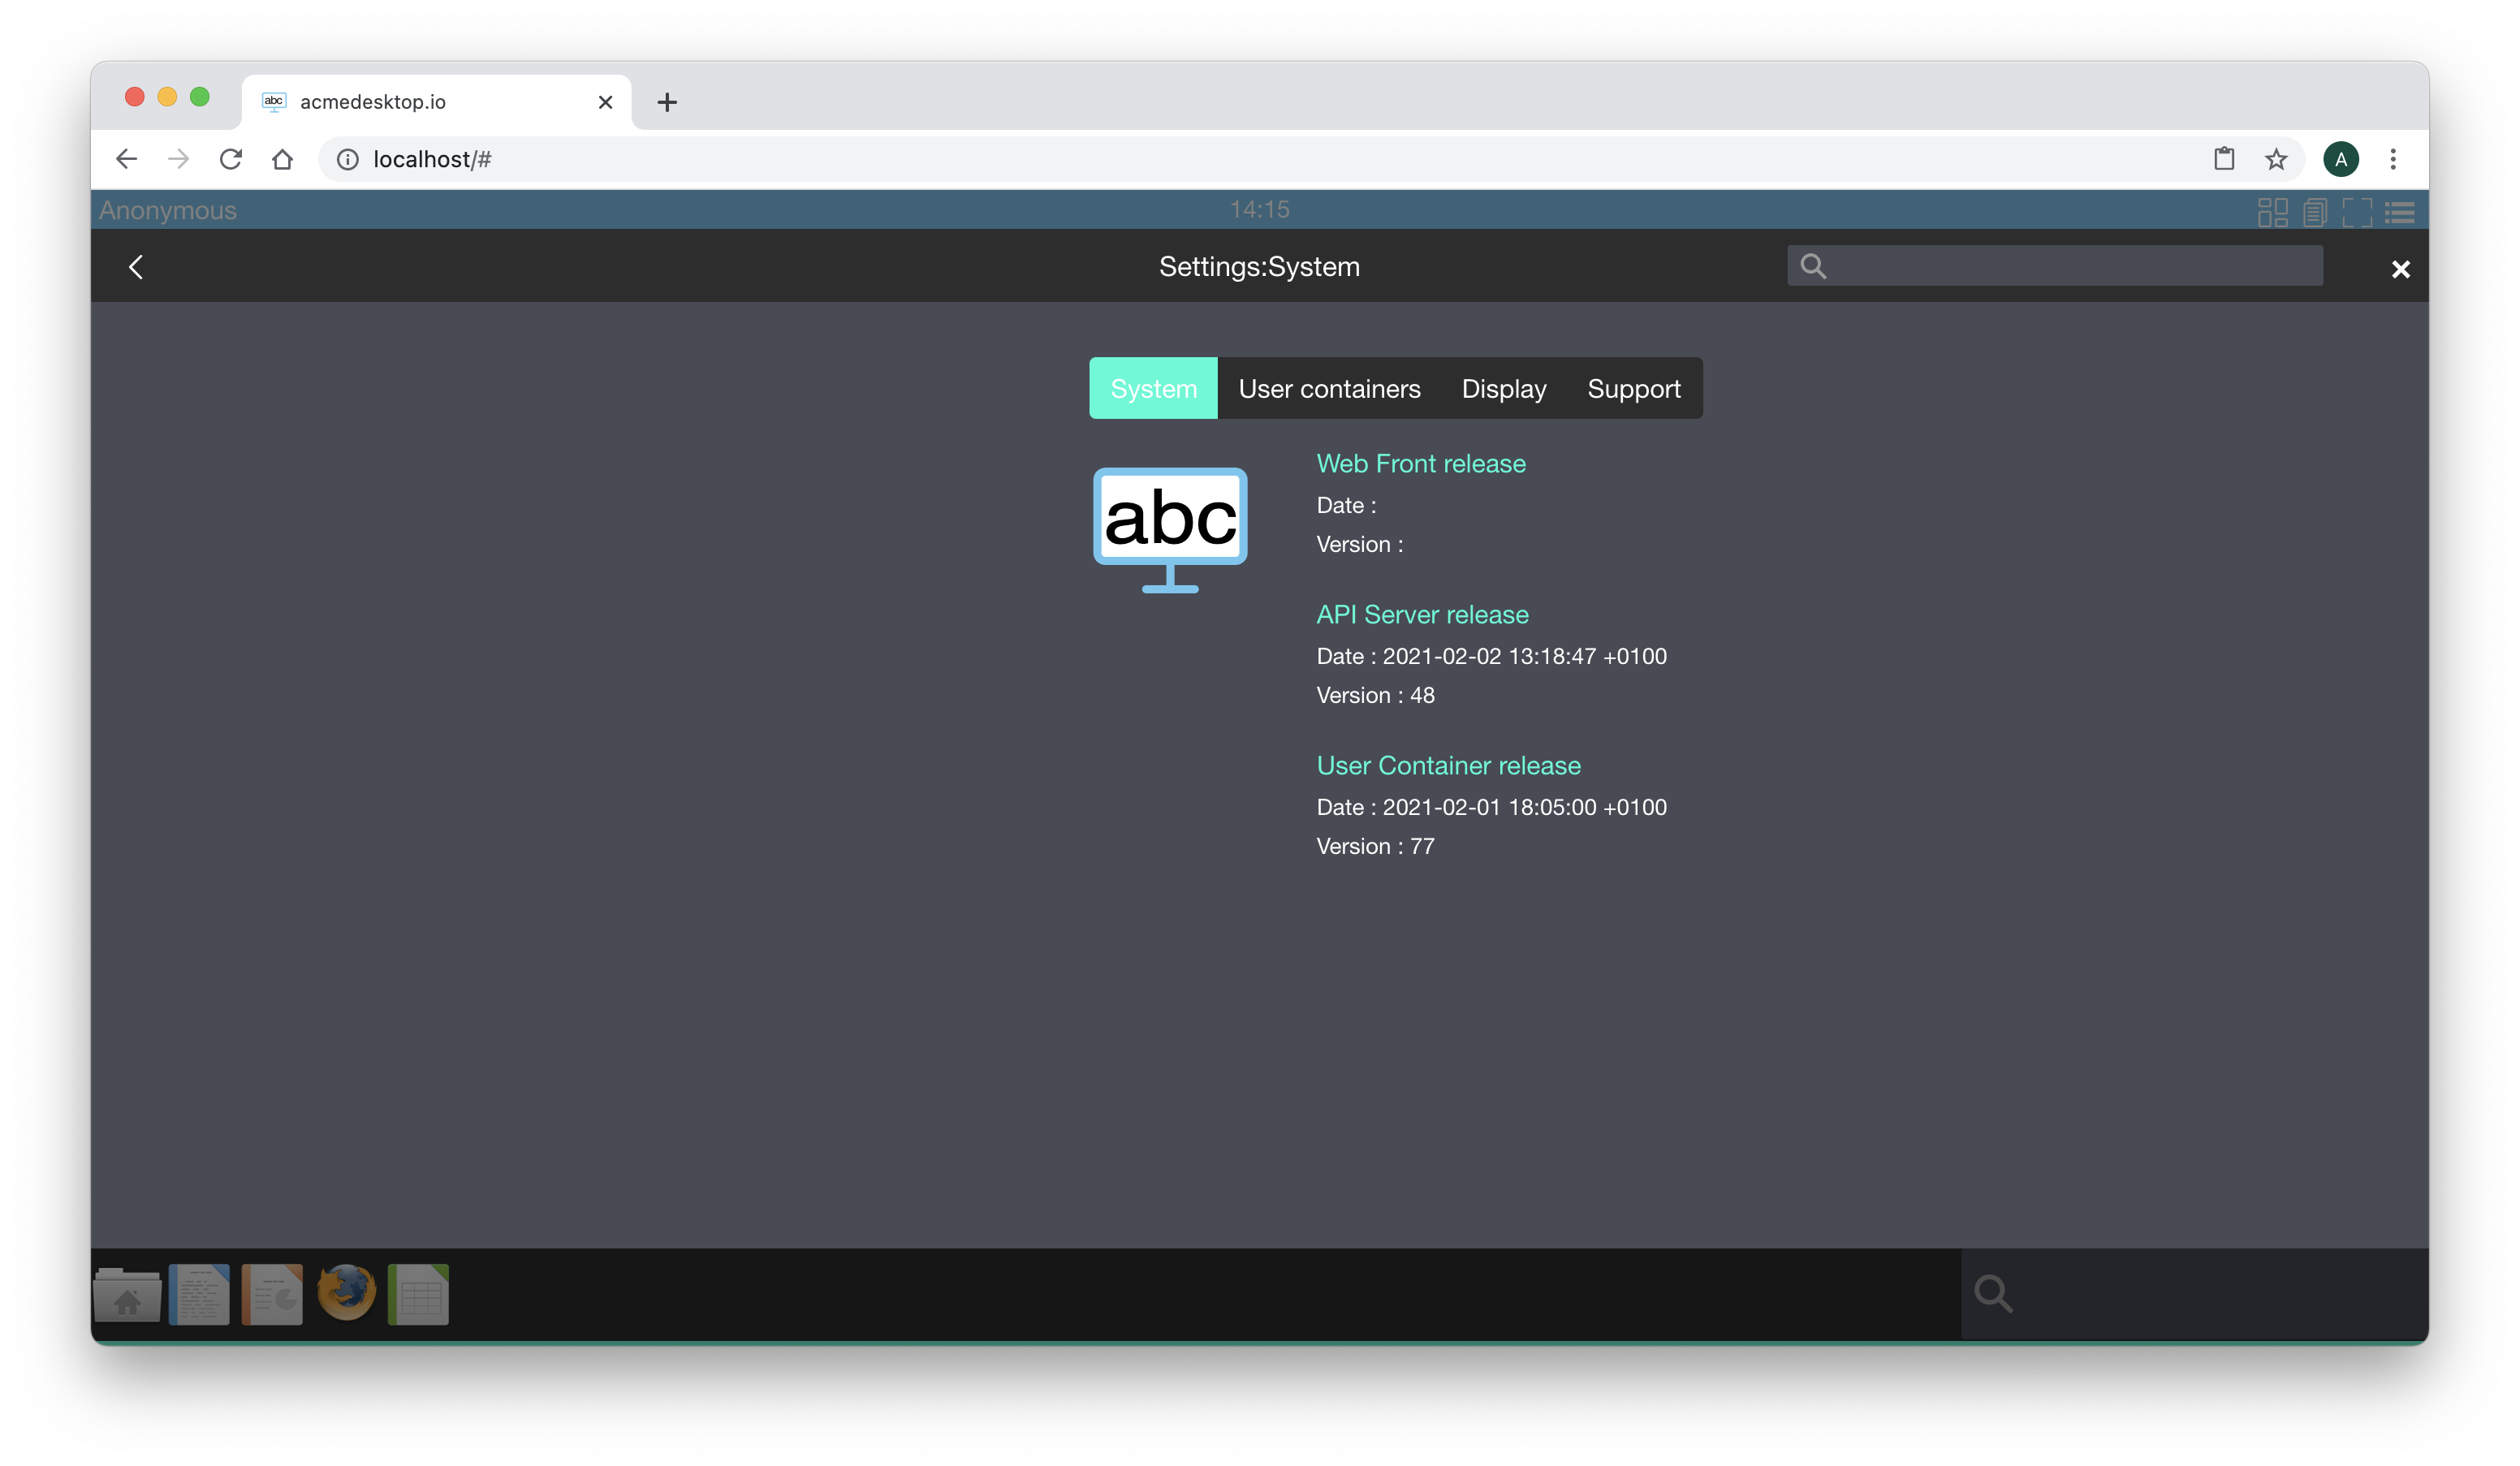 abc acmedesktop.io
localhost/#
A
Anonymous 14:15
Settings:System
System User containers Display Support
abc
Web Front release
Date :
Version :
API Server release
Date : 2021-02-02 13:18:47 +0100
Version : 48
User Container release
Date : 2021-02-01 18:05:00 +0100
Version : 77